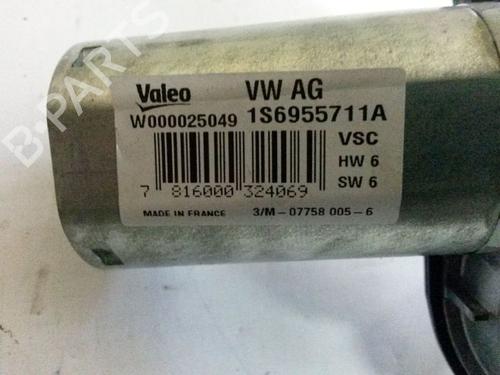 B-PARTS
Valeo VW AG
W000025049 1S6955711A
VSC
HW 6
SW 6
7 816000 324069
MADE IN FRANCE 3/M-07758 005-6